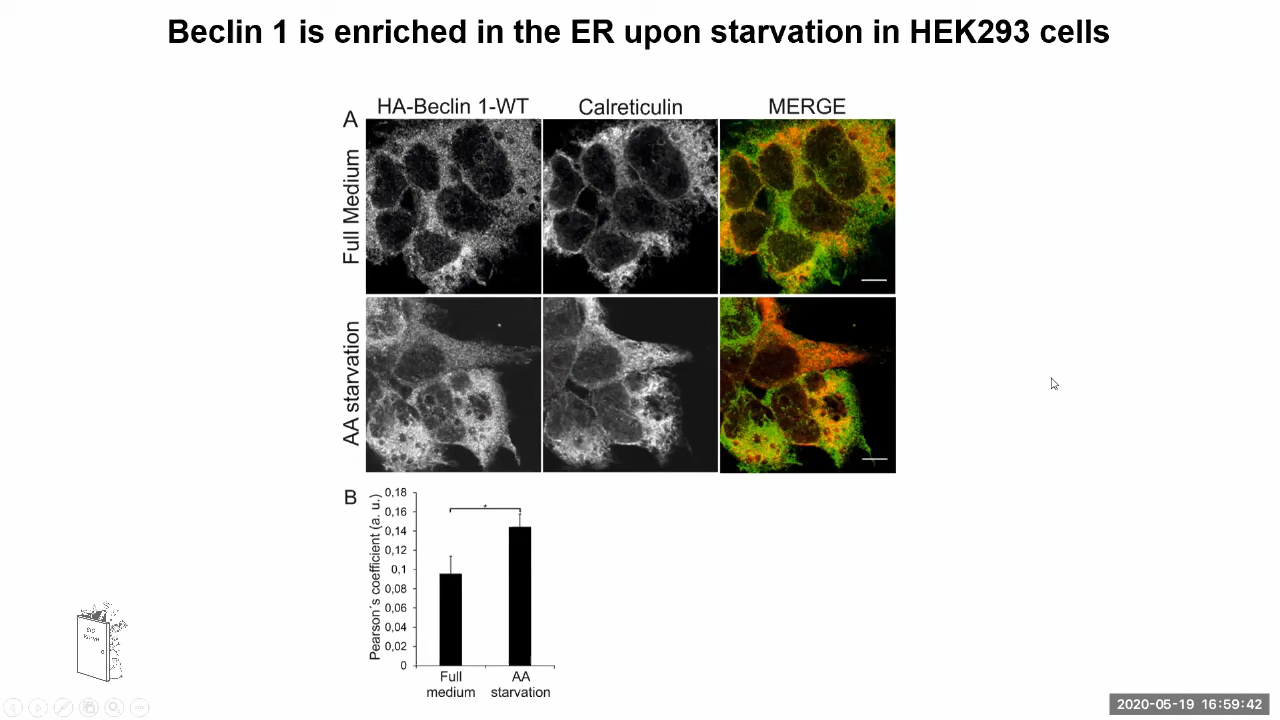 Beclin 1 is enriched in the ER upon starvation in HEK293 cells
HA-Beclin 1-WT Calreticulin MERGE
A
Full Medium
AA starvation
B
Pearson´s coefficient (a. u.)
0,18
0,16
0,14
0,12
0,1
0,08
0,06
0,04
0,02
0
*
Full medium
AA starvation
2020-05-19 16:59:42